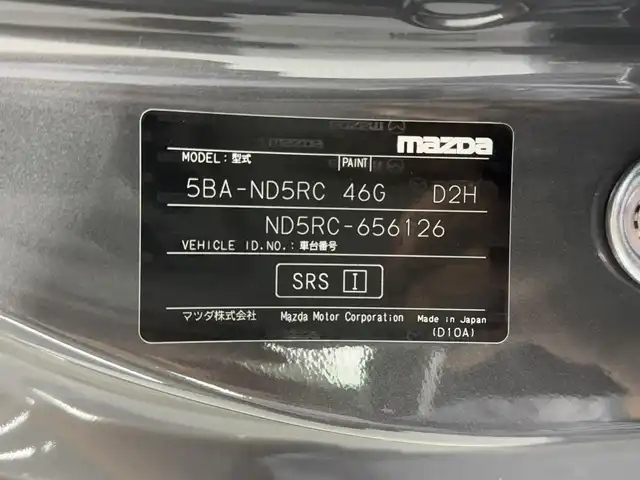 mazda
MODEL: 型式 PAINT
5BA-ND5RC 46G D2H
ND5RC-656126
VEHICLE ID.NO.: 車台番号
SRS I
マツダ株式会社 Mazda Motor Corporation Made in Japan
(D10A)